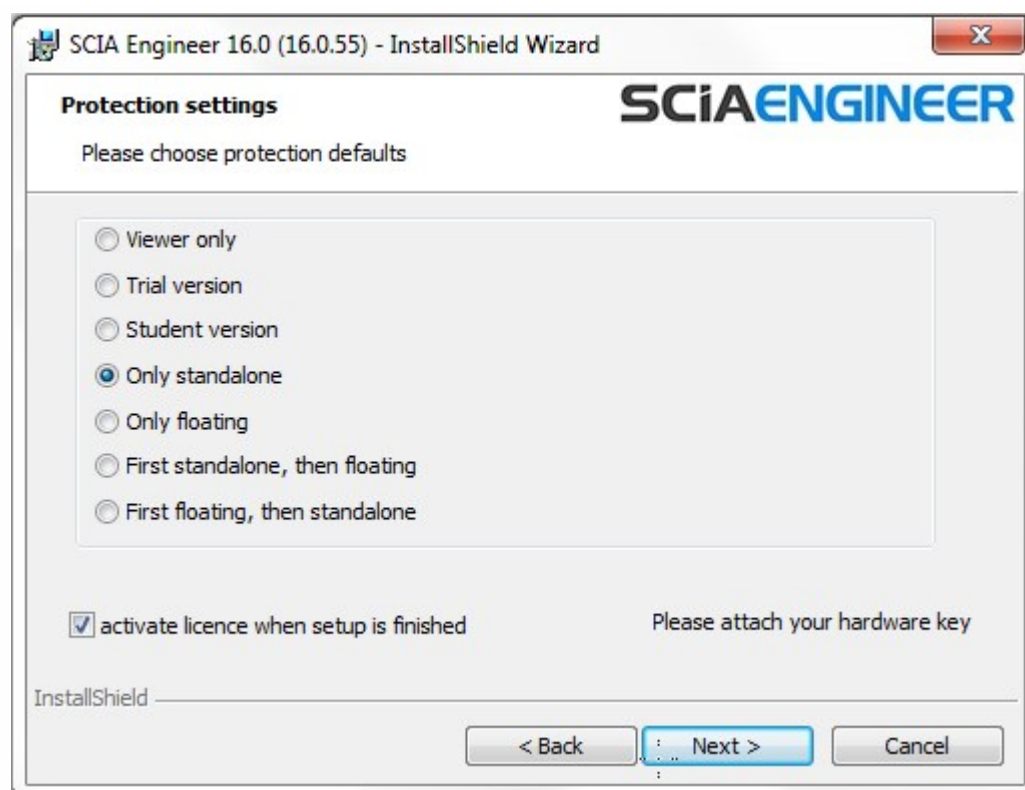 SCIA Engineer 16.0 (16.0.55) - InstallShield Wizard
Protection settings
SCiAENGINEER
Please choose protection defaults
Viewer only
Trial version
Student version
Only standalone
Only floating
First standalone, then floating
First floating, then standalone
activate licence when setup is finished
Please attach your hardware key
InstallShield
< Back
Next >
Cancel